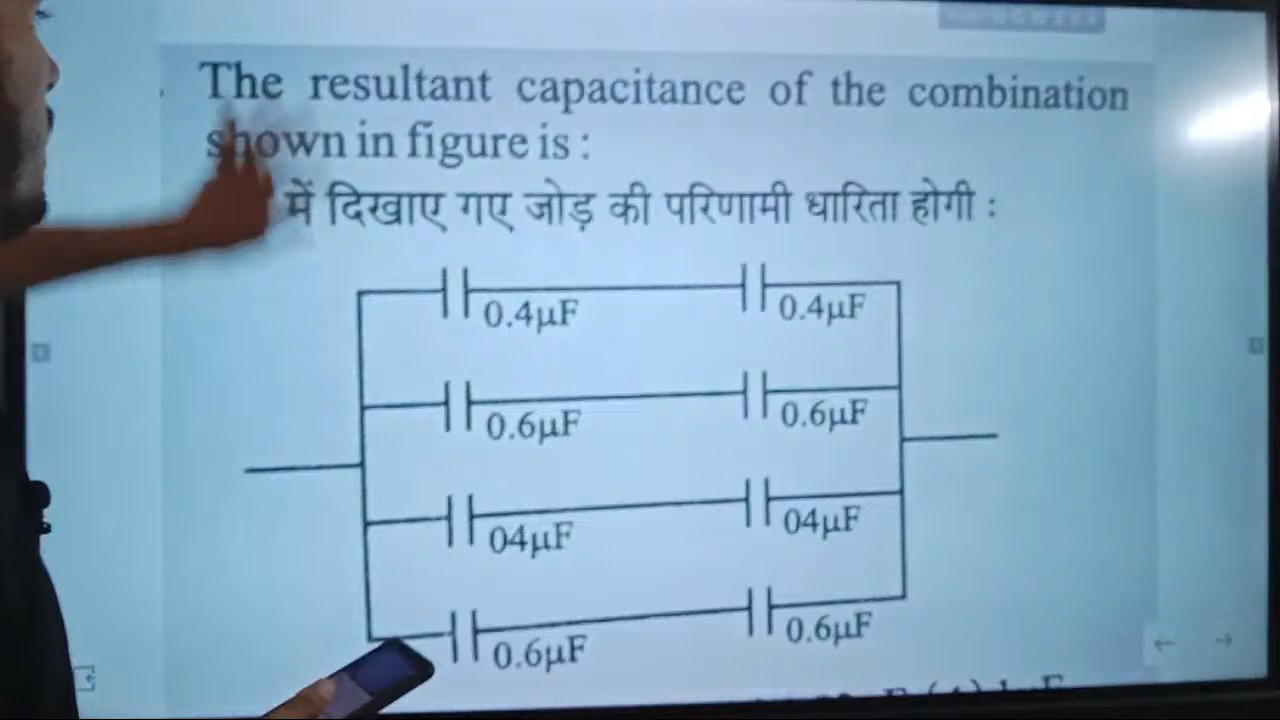 The resultant capacitance of the combination
shown in figure is :
में दिखाए गए जोड़ की परिणामी धारिता होगी :
0.4μF 0.4μF
0.6μF 0.6μF
04μF 04μF
0.6μF 0.6μF